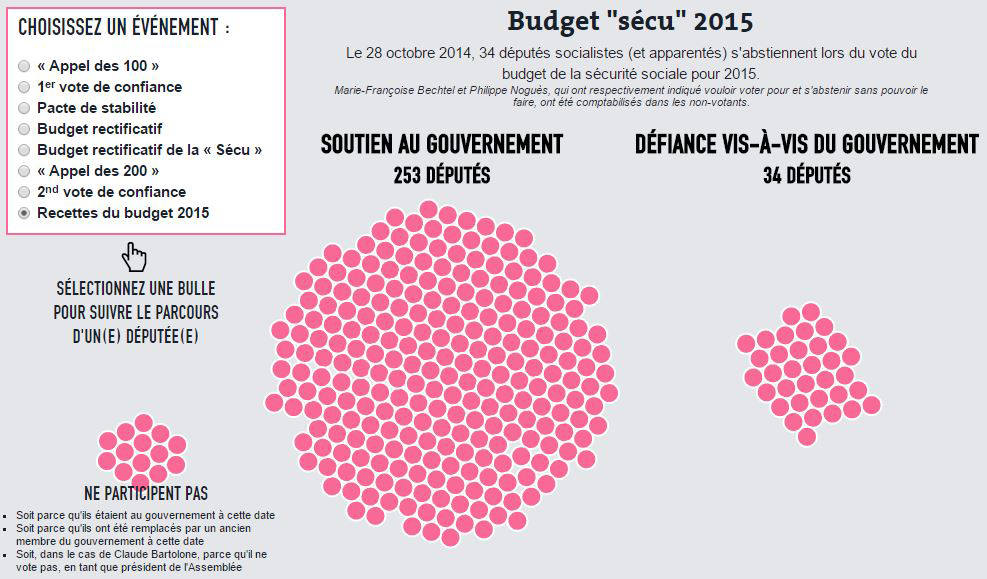 CHOISISSEZ UN ÉVÉNEMENT :
« Appel des 100 »
1er vote de confiance
Pacte de stabilité
Budget rectificatif
Budget rectificatif de la « Sécu »
« Appel des 200 »
2nd vote de confiance
Recettes du budget 2015
SÉLECTIONNEZ UNE BULLE
POUR SUIVRE LE PARCOURS
D'UN(E) DÉPUTÉE(E)
Budget "sécu" 2015
Le 28 octobre 2014, 34 députés socialistes (et apparentés) s'abstiennent lors du vote du
budget de la sécurité sociale pour 2015.
Marie-Françoise Bechtel et Philippe Noguès, qui ont respectivement indiqué vouloir voter pour et s'abstenir sans pouvoir le
faire, ont été comptabilisés dans les non-votants.
SOUTIEN AU GOUVERNEMENT
253 DÉPUTÉS
DÉFIANCE VIS-À-VIS DU GOUVERNEMENT
34 DÉPUTÉS
NE PARTICIPENT PAS
Soit parce qu'ils étaient au gouvernement à cette date
Soit parce qu'ils ont été remplacés par un ancien
membre du gouvernement à cette date
Soit, dans le cas de Claude Bartolone, parce qu'il ne
vote pas, en tant que président de l'Assemblée